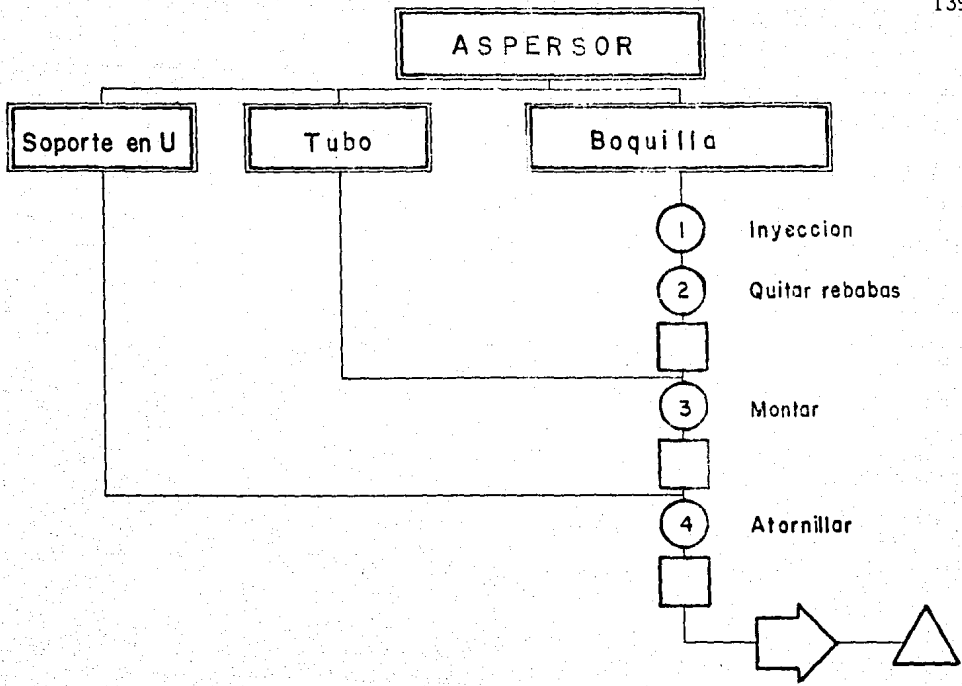 139
ASPERSOR
Soporte en U
Tubo
Boquilla
1 Inyeccion
2 Quitar rebabas
3 Montar
4 Atornillar